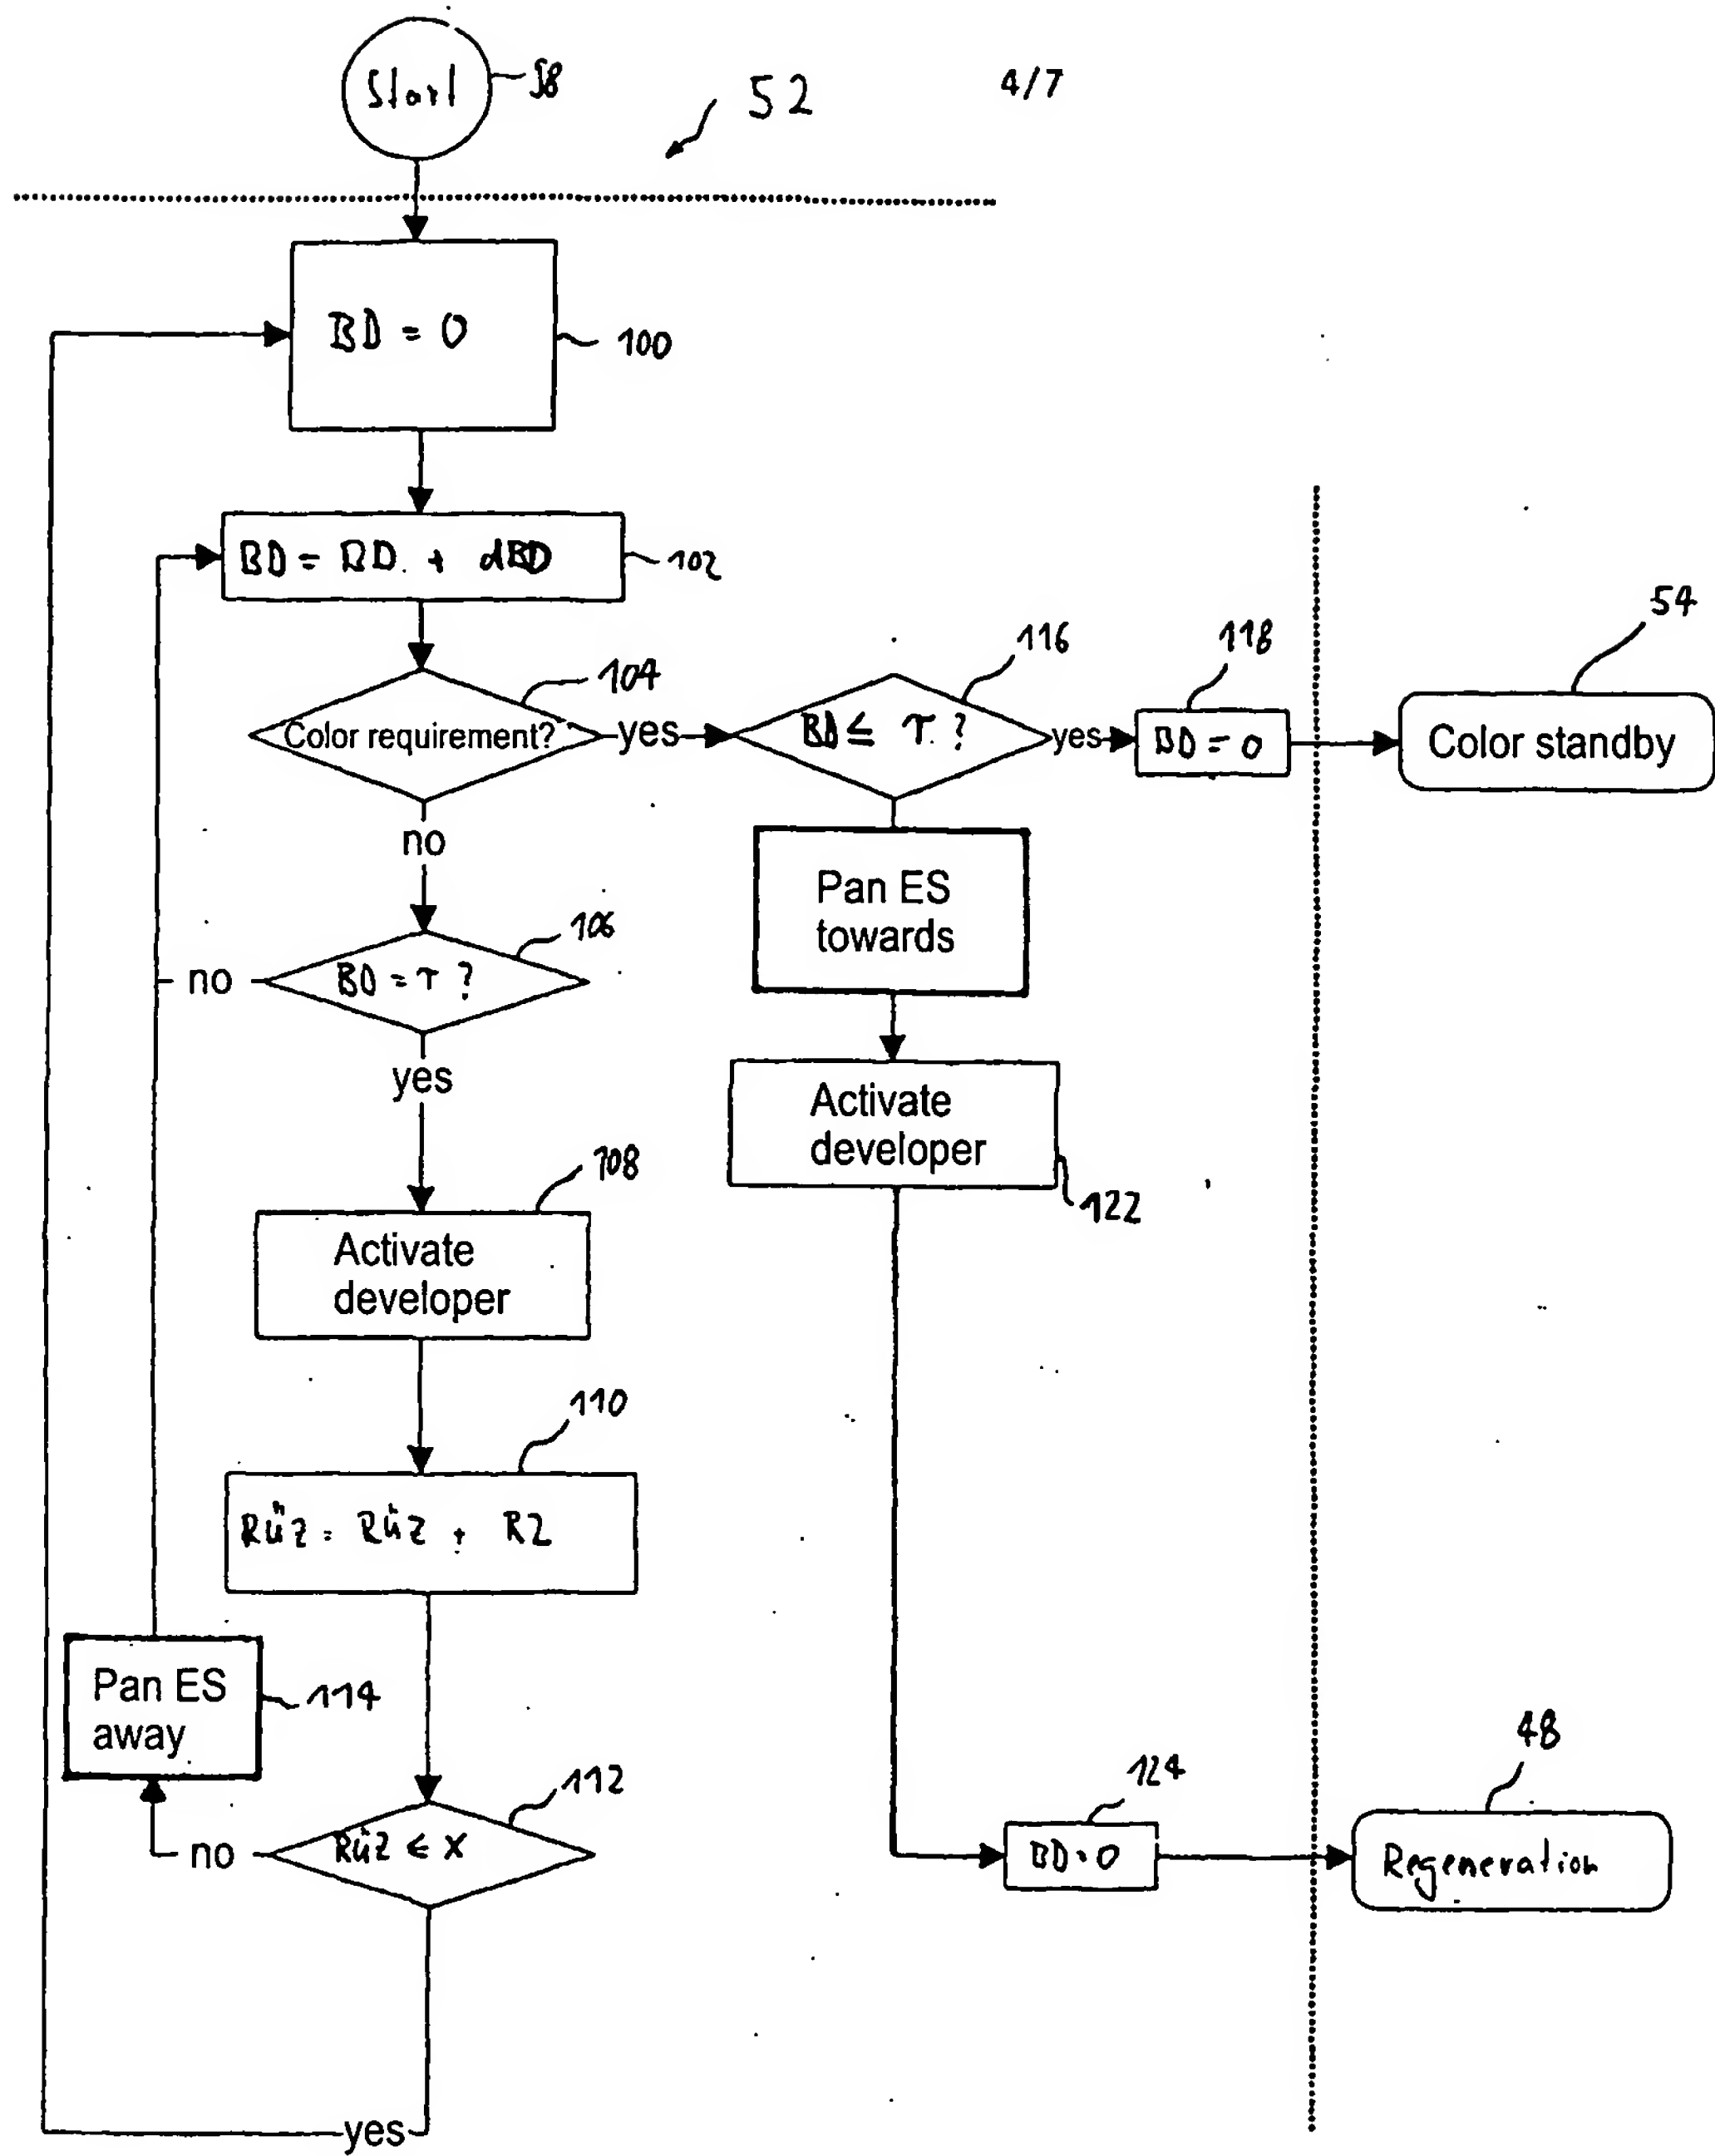 Start
58
52
4/7
BD = 0
100
BD = BD + dBD
102
104
Color requirement?
yes
116
BD ≤ τ ?
yes
118
BD = 0
54
Color standby
no
Pan ES
towards
106
BD = τ ?
no
yes
Activate
developer
122
108
Activate
developer
110
RüZ = RüZ + RZ
Pan ES
away
114
112
RüZ ≤ X
no
124
BD = 0
48
Regeneration
yes